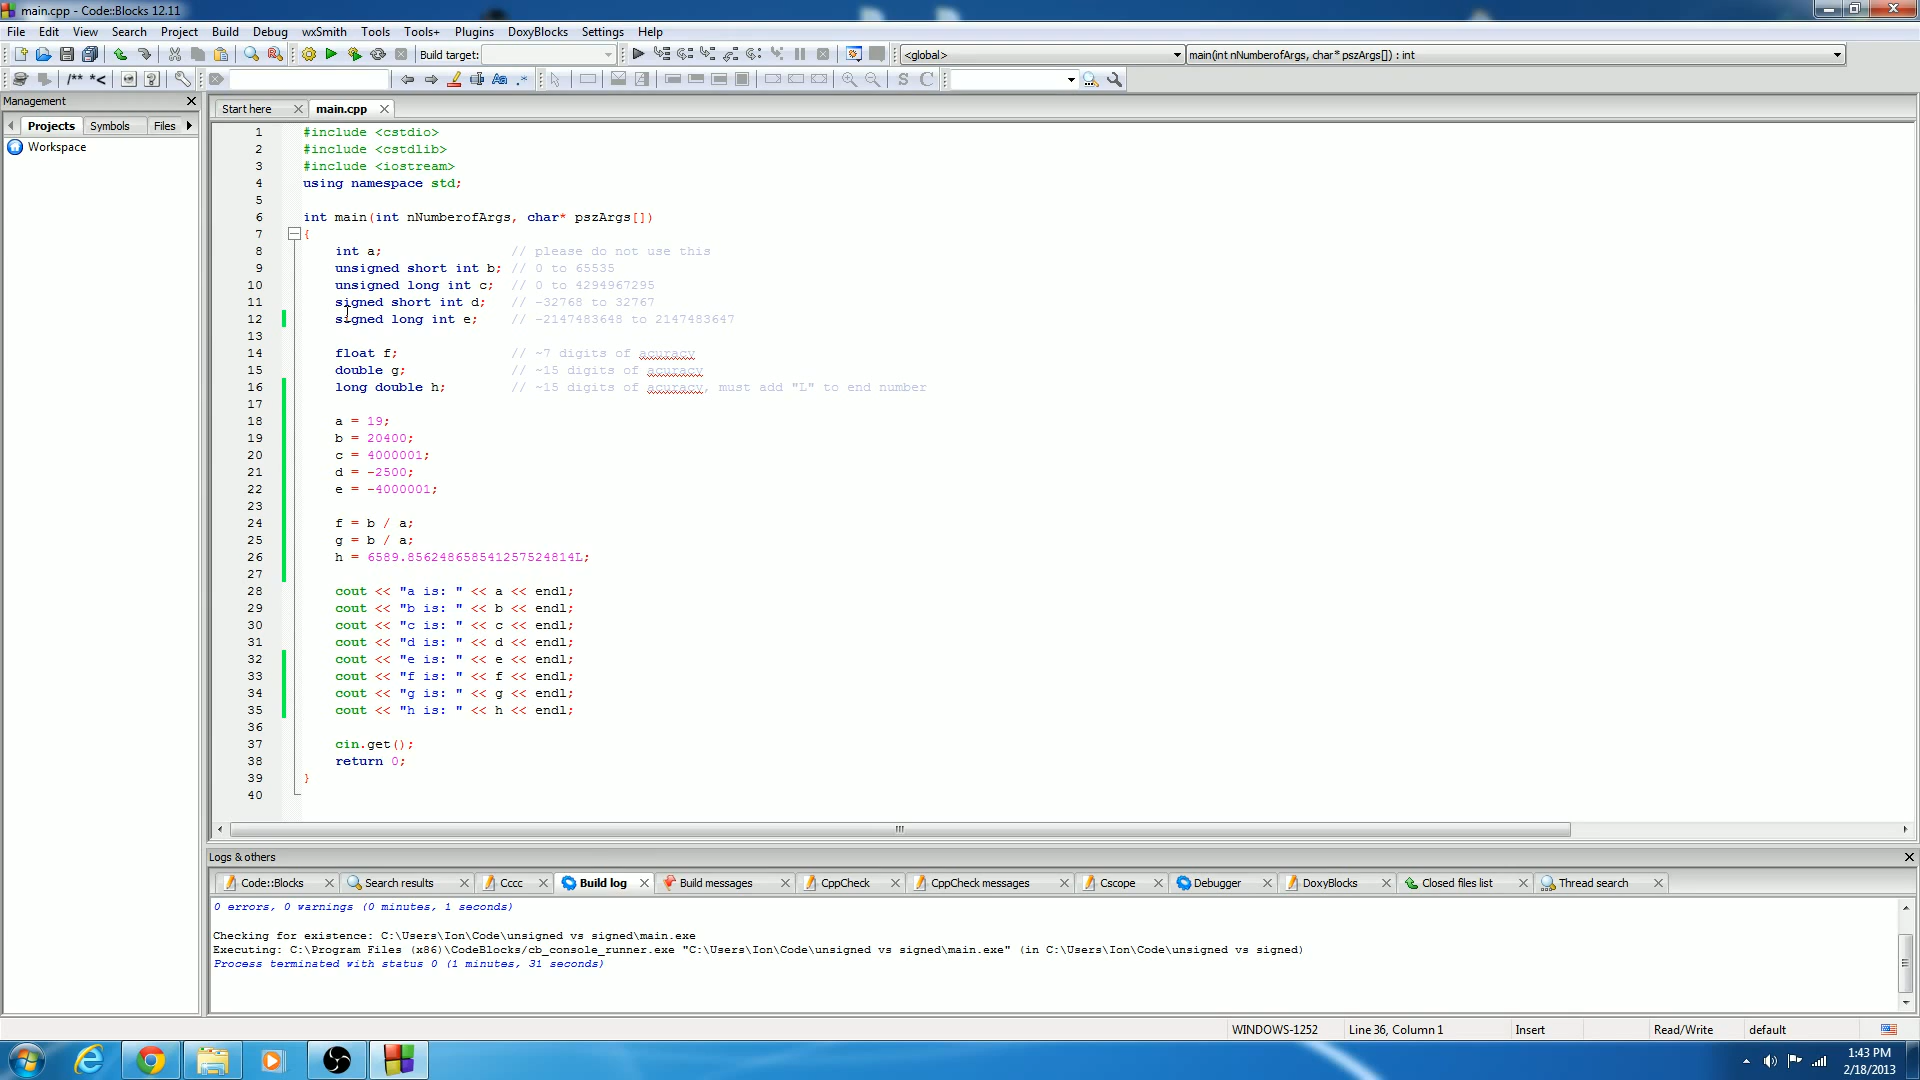 main.cpp - Code::Blocks 12.11
File Edit View Search Project Build Debug wxSmith Tools Tools+ Plugins DoxyBlocks Settings Help
Build target:
<global>
main(int nNumberofArgs, char* pszArgs[]) : int
/** *<
Aa .*
S C
Management
Projects Symbols Files
Workspace
Start here main.cpp
1 #include <cstdio>
2 #include <cstdlib>
3 #include <iostream>
4 using namespace std;
5
6 int main(int nNumberofArgs, char* pszArgs[])
7 {
8 int a; // please do not use this
9 unsigned short int b; // 0 to 65535
10 unsigned long int c; // 0 to 4294967295
11 signed short int d; // -32768 to 32767
12 signed long int e; // -2147483648 to 2147483647
13
14 float f; // ~7 digits of acuracy
15 double g; // ~15 digits of acuracy
16 long double h; // ~15 digits of acuracy, must add "L" to end number
17
18 a = 19;
19 b = 20400;
20 c = 4000001;
21 d = -2500;
22 e = -4000001;
23
24 f = b / a;
25 g = b / a;
26 h = 6589.856248658541257524814L;
27
28 cout << "a is: " << a << endl;
29 cout << "b is: " << b << endl;
30 cout << "c is: " << c << endl;
31 cout << "d is: " << d << endl;
32 cout << "e is: " << e << endl;
33 cout << "f is: " << f << endl;
34 cout << "g is: " << g << endl;
35 cout << "h is: " << h << endl;
36
37 cin.get();
38 return 0;
39 }
40
Logs & others
Code::Blocks Search results Cccc Build log Build messages CppCheck CppCheck messages Cscope Debugger DoxyBlocks Closed files list Thread search
0 errors, 0 warnings (0 minutes, 1 seconds)
Checking for existence: C:\Users\Ion\Code\unsigned vs signed\main.exe
Executing: C:\Program Files (x86)\CodeBlocks/cb_console_runner.exe "C:\Users\Ion\Code\unsigned vs signed\main.exe" (in C:\Users\Ion\Code\unsigned vs signed)
Process terminated with status 0 (1 minutes, 31 seconds)
WINDOWS-1252 Line 36, Column 1 Insert Read/Write default
1:43 PM
2/18/2013